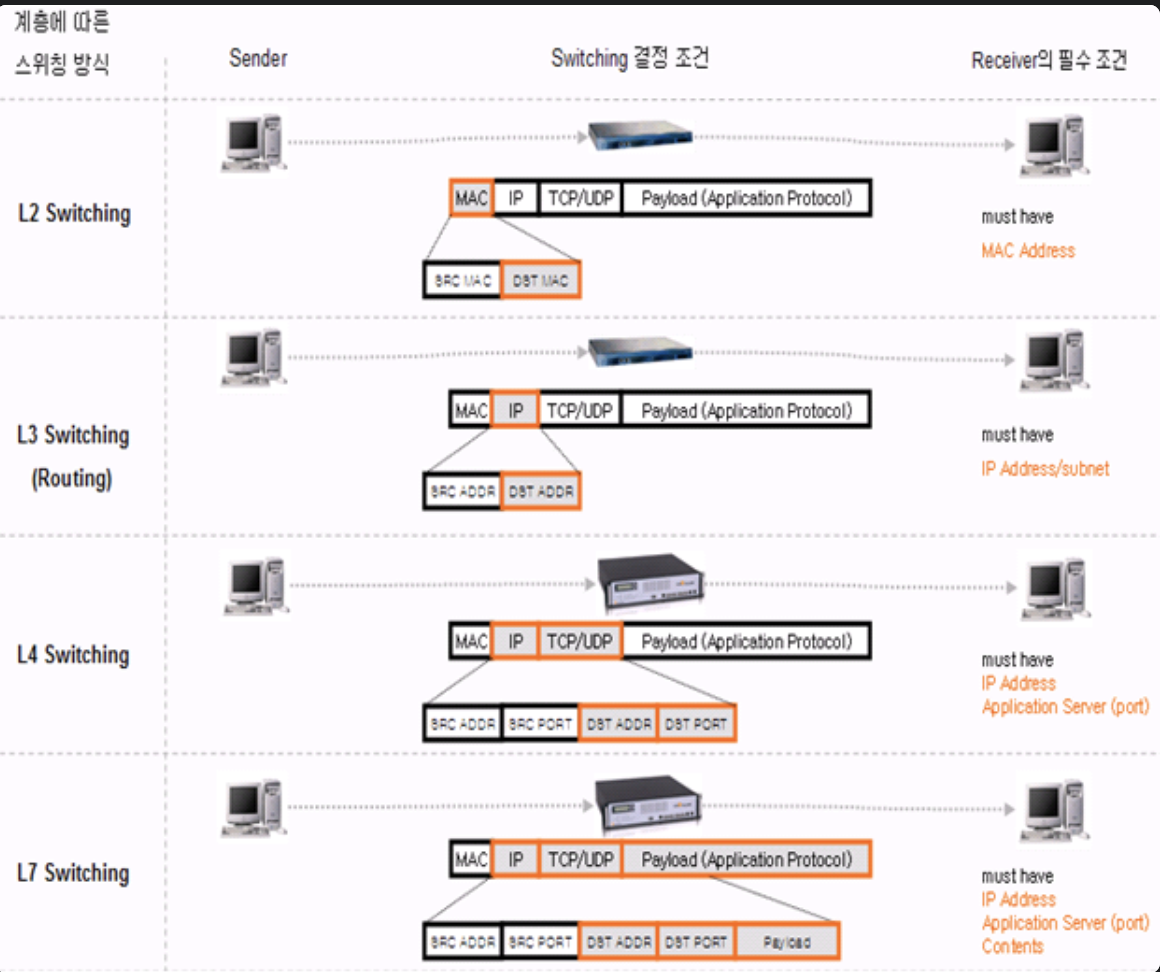 계층에 따른
스위칭 방식
Sender
Switching 결정 조건
Receiver의 필수 조건
L2 Switching
MAC IP TCP/UDP Payload (Application Protocol)
SRC MAC DST MAC
must have
MAC Address
L3 Switching
(Routing)
MAC IP TCP/UDP Payload (Application Protocol)
SRC ADDR DST ADDR
must have
IP Address/subnet
L4 Switching
MAC IP TCP/UDP Payload (Application Protocol)
SRC ADDR SRC PORT DST ADDR DST PORT
must have
IP Address
Application Server (port)
L7 Switching
MAC IP TCP/UDP Payload (Application Protocol)
SRC ADDR SRC PORT DST ADDR DST PORT Payload
must have
IP Address
Application Server (port)
Contents